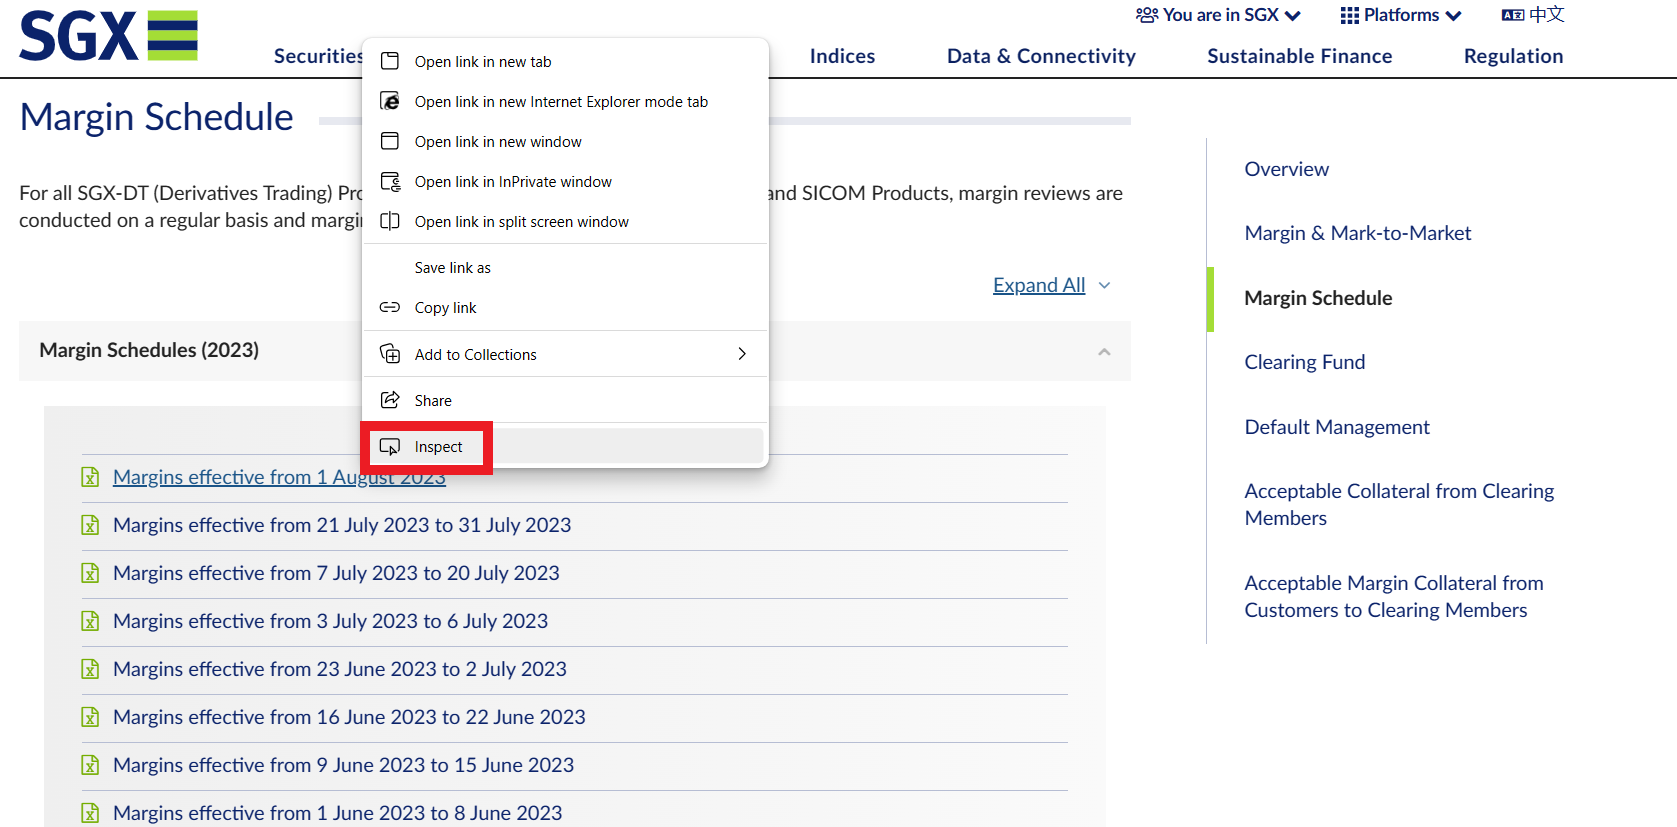 SGX
You are in SGX
Platforms
中文
Securities
Indices
Data & Connectivity
Sustainable Finance
Regulation
Margin Schedule
For all SGX-DT (Derivatives Trading)
and SICOM Products, margin reviews are
conducted on a regular basis and
Expand All
Margin Schedules (2023)
Open link in new tab
Open link in new Internet Explorer mode tab
Open link in new window
Open link in InPrivate window
Open link in split screen window
Save link as
Copy link
Add to Collections
Share
Inspect
Margins effective from 1 August 2023
Margins effective from 21 July 2023 to 31 July 2023
Margins effective from 7 July 2023 to 20 July 2023
Margins effective from 3 July 2023 to 6 July 2023
Margins effective from 23 June 2023 to 2 July 2023
Margins effective from 16 June 2023 to 22 June 2023
Margins effective from 9 June 2023 to 15 June 2023
Margins effective from 1 June 2023 to 8 June 2023
Overview
Margin & Mark-to-Market
Margin Schedule
Clearing Fund
Default Management
Acceptable Collateral from Clearing
Members
Acceptable Margin Collateral from
Customers to Clearing Members